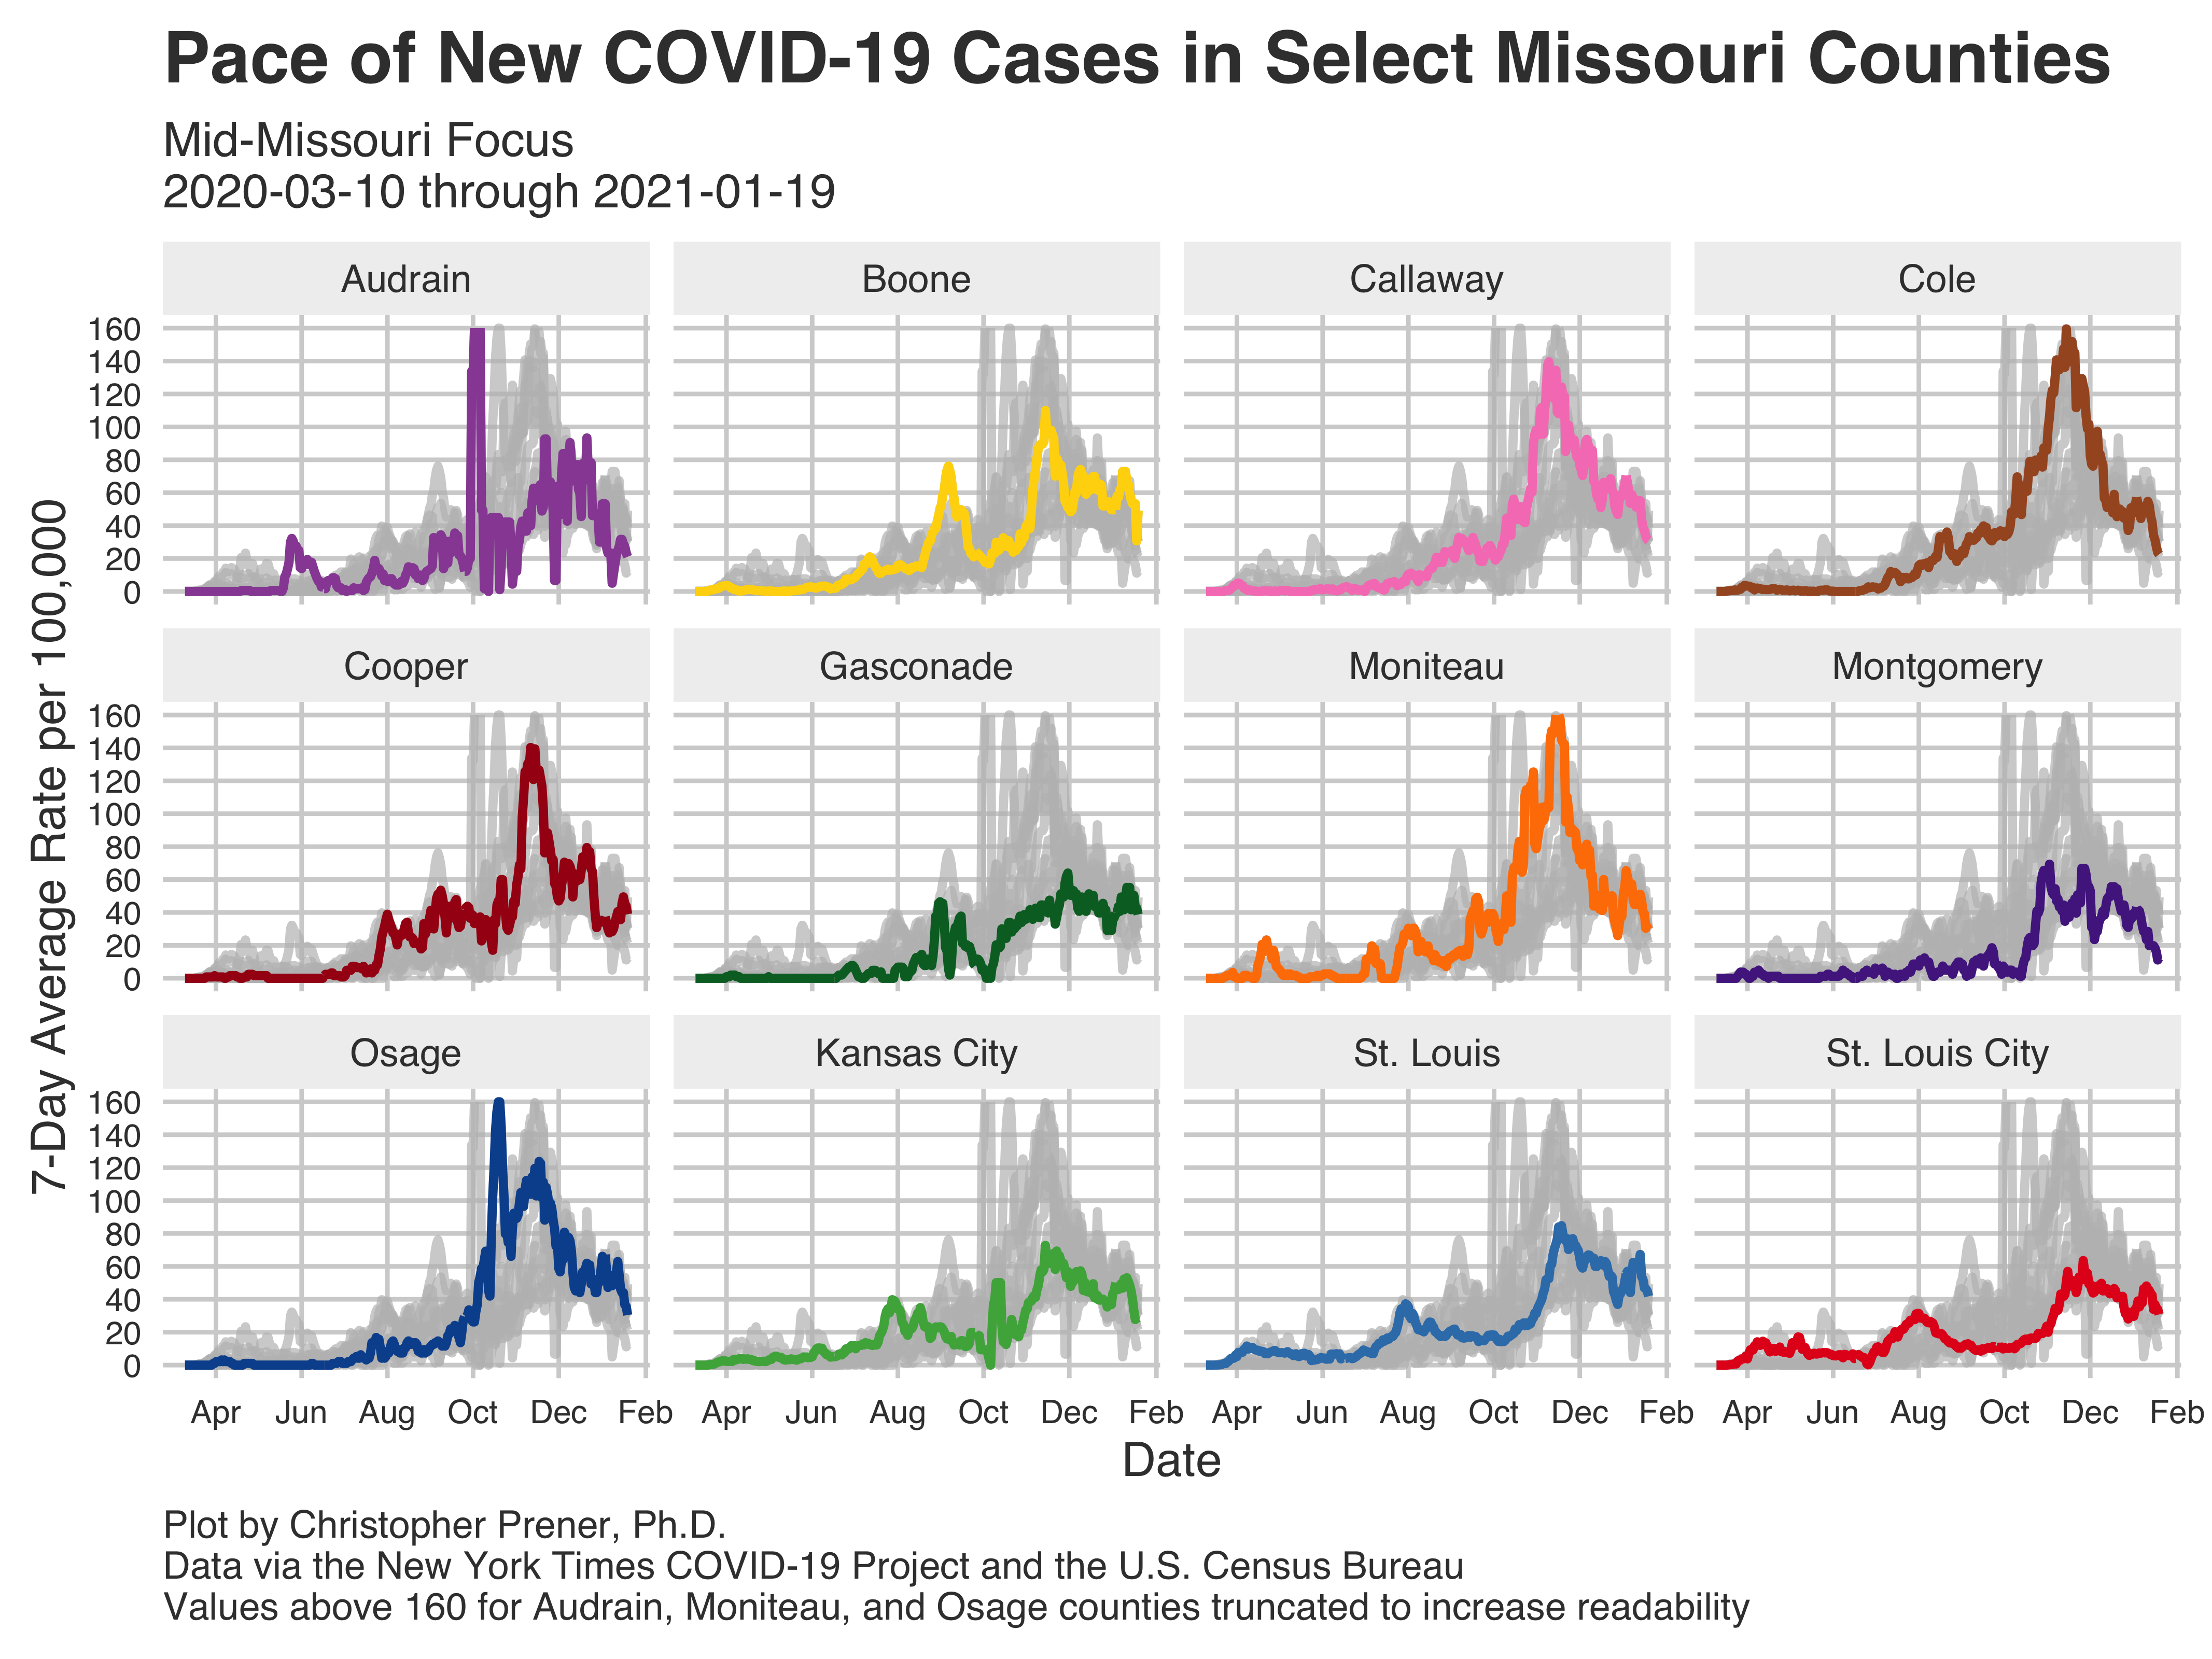 Pace of New COVID-19 Cases in Select Missouri Counties
Mid-Missouri Focus
2020-03-10 through 2021-01-19
7-Day Average Rate per 100,000
Audrain Boone Callaway Cole
160
140
120
100
80
60
40
20
0
Cooper Gasconade Moniteau Montgomery
160
140
120
100
80
60
40
20
0
Osage Kansas City St. Louis St. Louis City
160
140
120
100
80
60
40
20
0
Apr Jun Aug Oct Dec Feb Apr Jun Aug Oct Dec Feb Apr Jun Aug Oct Dec Feb Apr Jun Aug Oct Dec Feb
Date
Plot by Christopher Prener, Ph.D.
Data via the New York Times COVID-19 Project and the U.S. Census Bureau
Values above 160 for Audrain, Moniteau, and Osage counties truncated to increase readability